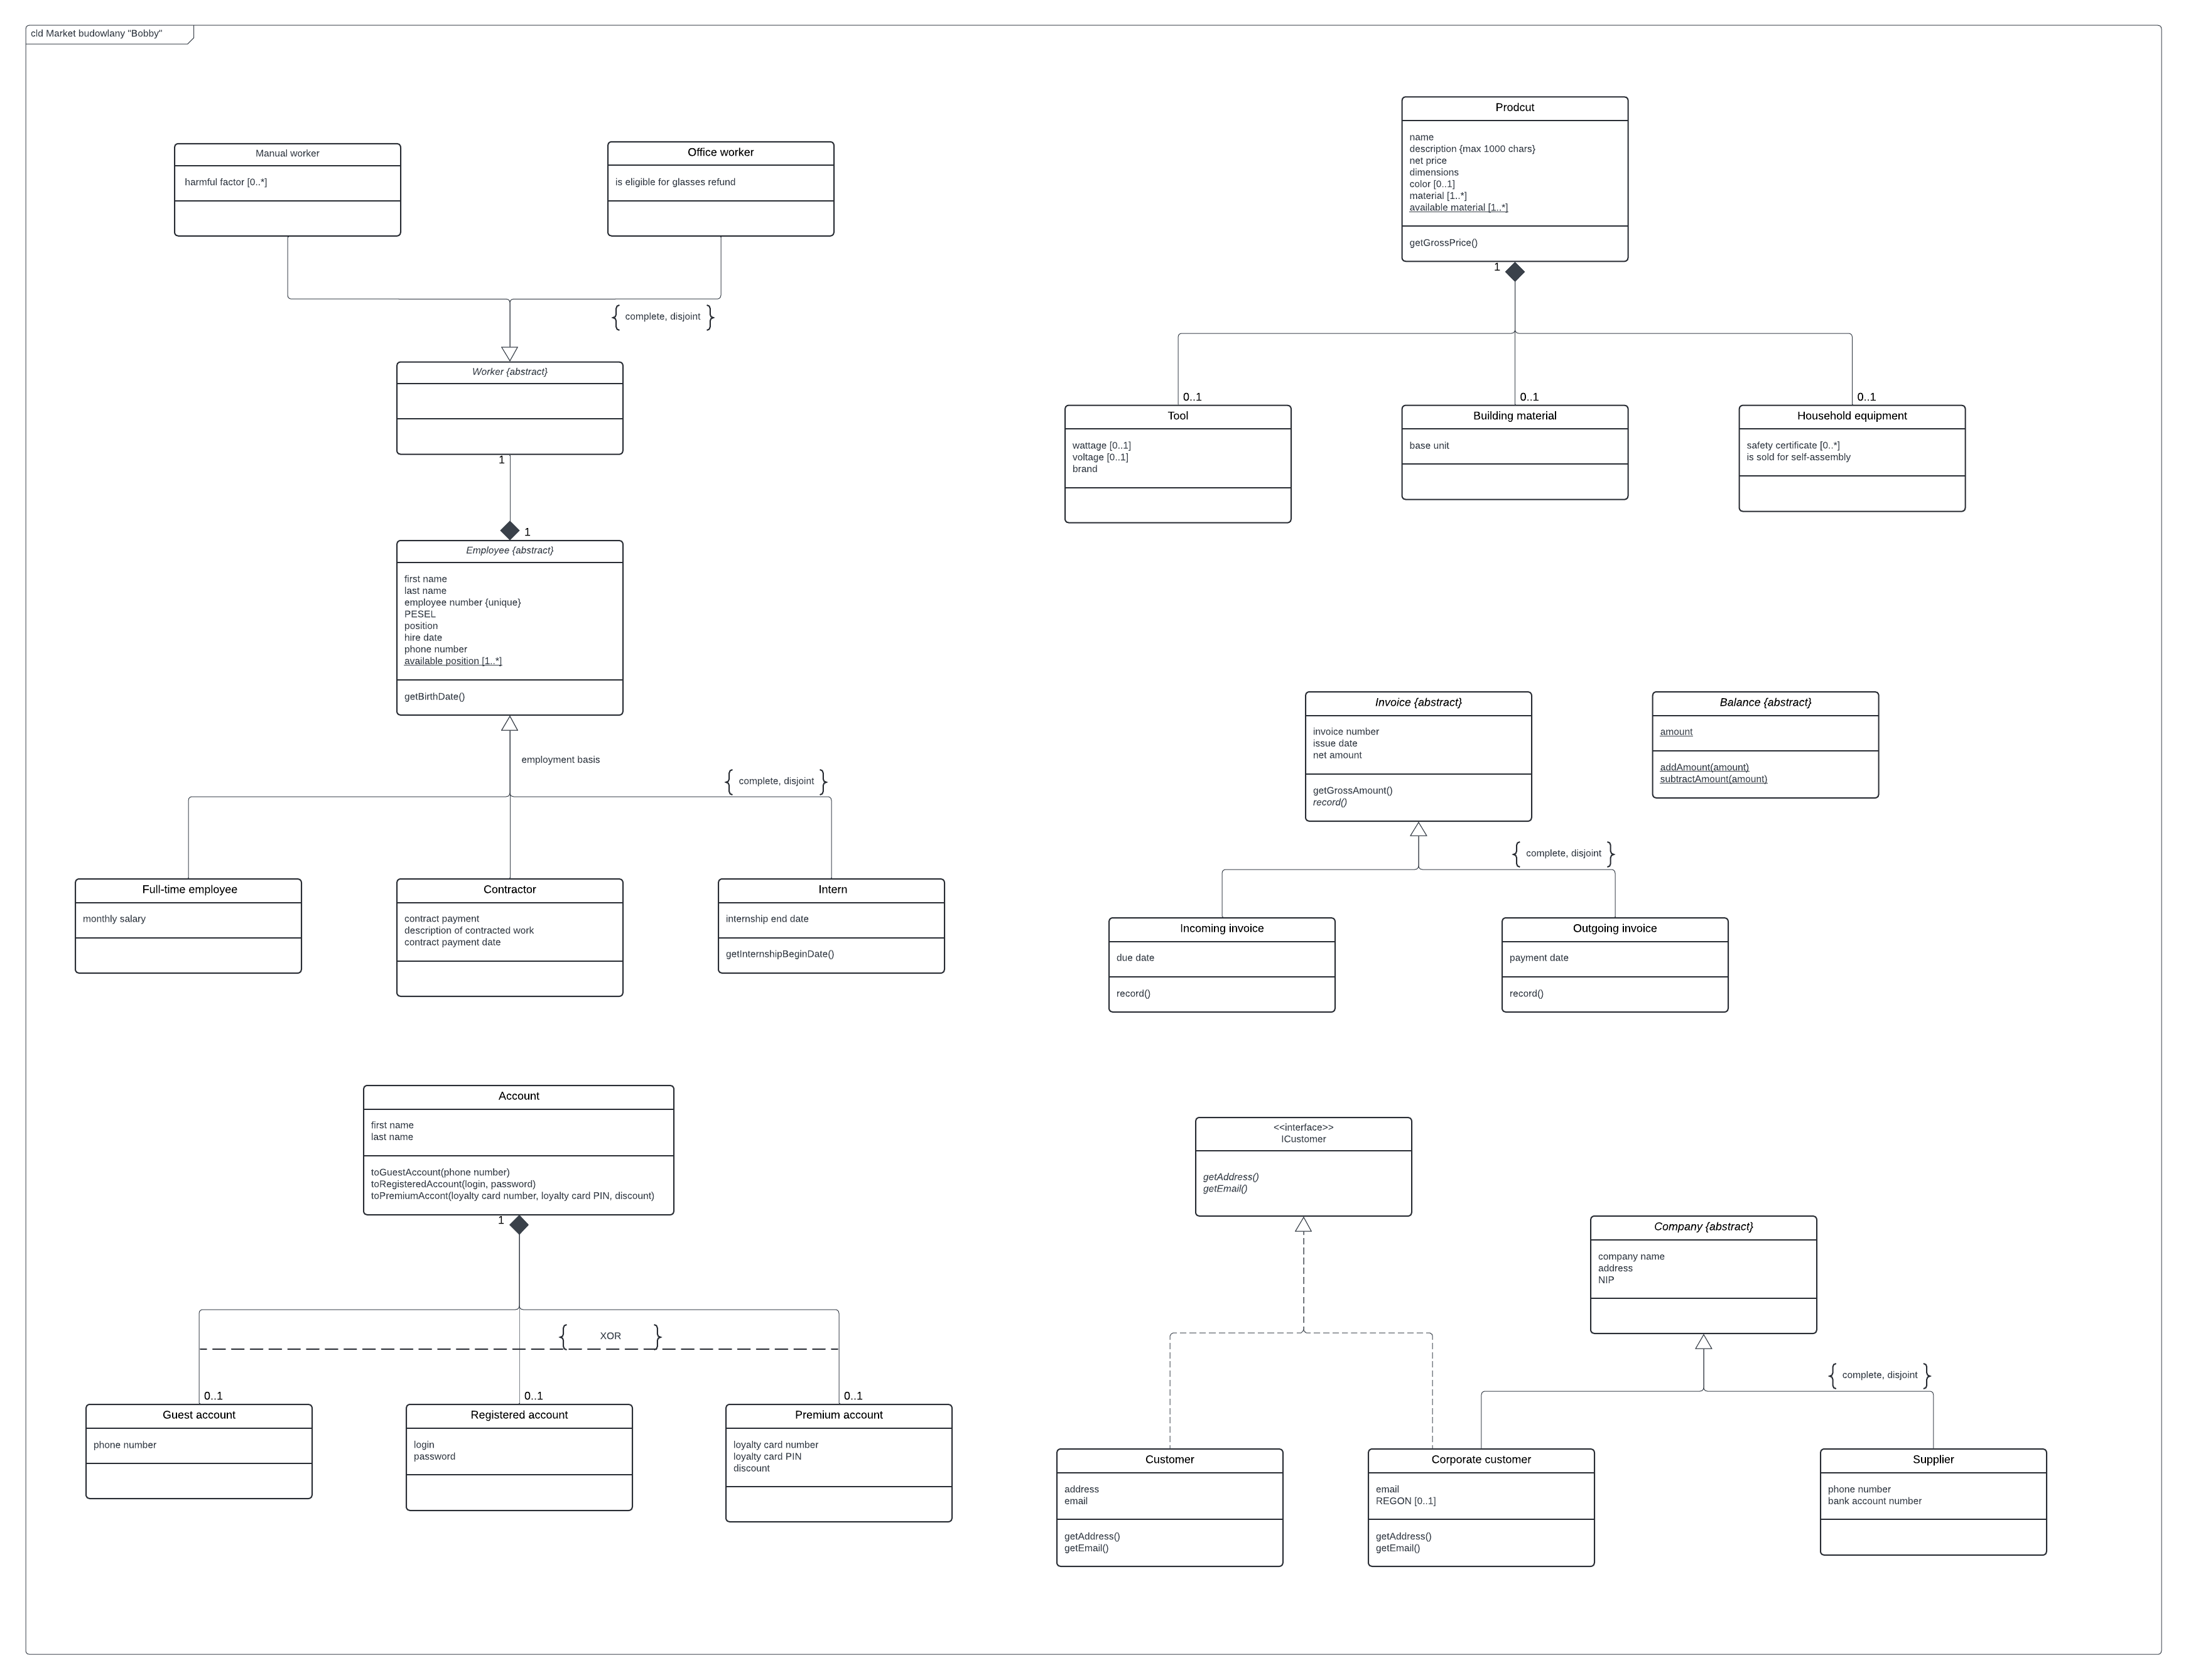 cld Market budowlany "Bobby"
Manual worker
harmful factor [0..*]
Office worker
is eligible for glasses refund
{ complete, disjoint }
Worker {abstract}
1
1
Employee {abstract}
first name
last name
employee number {unique}
PESEL
position
hire date
phone number
available position [1..*]
getBirthDate()
employment basis
{ complete, disjoint }
Full-time employee
monthly salary
Contractor
contract payment
description of contracted work
contract payment date
Intern
internship end date
getInternshipBeginDate()
Prodcut
name
description {max 1000 chars}
net price
dimensions
color [0..1]
material [1..*]
available material [1..*]
getGrossPrice()
1
0..1
0..1
0..1
Tool
wattage [0..1]
voltage [0..1]
brand
Building material
base unit
Household equipment
safety certificate [0..*]
is sold for self-assembly
Invoice {abstract}
invoice number
issue date
net amount
getGrossAmount()
record()
Balance {abstract}
amount
addAmount(amount)
subtractAmount(amount)
{ complete, disjoint }
Incoming invoice
due date
record()
Outgoing invoice
payment date
record()
Account
first name
last name
toGuestAccount(phone number)
toRegisteredAccount(login, password)
toPremiumAccont(loyalty card number, loyalty card PIN, discount)
1
{ XOR }
0..1
0..1
0..1
Guest account
phone number
Registered account
login
password
Premium account
loyalty card number
loyalty card PIN
discount
<<interface>>
ICustomer
getAddress()
getEmail()
Company {abstract}
company name
address
NIP
{ complete, disjoint }
Customer
address
email
getAddress()
getEmail()
Corporate customer
email
REGON [0..1]
getAddress()
getEmail()
Supplier
phone number
bank account number